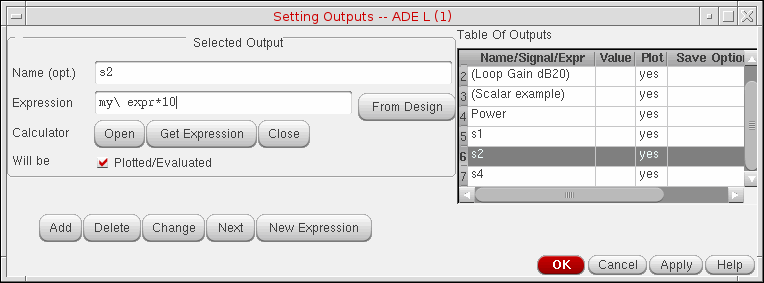 Setting Outputs -- ADE L (1)
Selected Output
Name (opt.) s2
Expression my\ expr*10 From Design
Calculator Open Get Expression Close
Will be Plotted/Evaluated
Add Delete Change Next New Expression
Table Of Outputs
Name/Signal/Expr Value Plot Save Option
2 (Loop Gain dB20) yes
3 (Scalar example) yes
4 Power yes
5 s1 yes
6 s2 yes
7 s4 yes
OK Cancel Apply Help